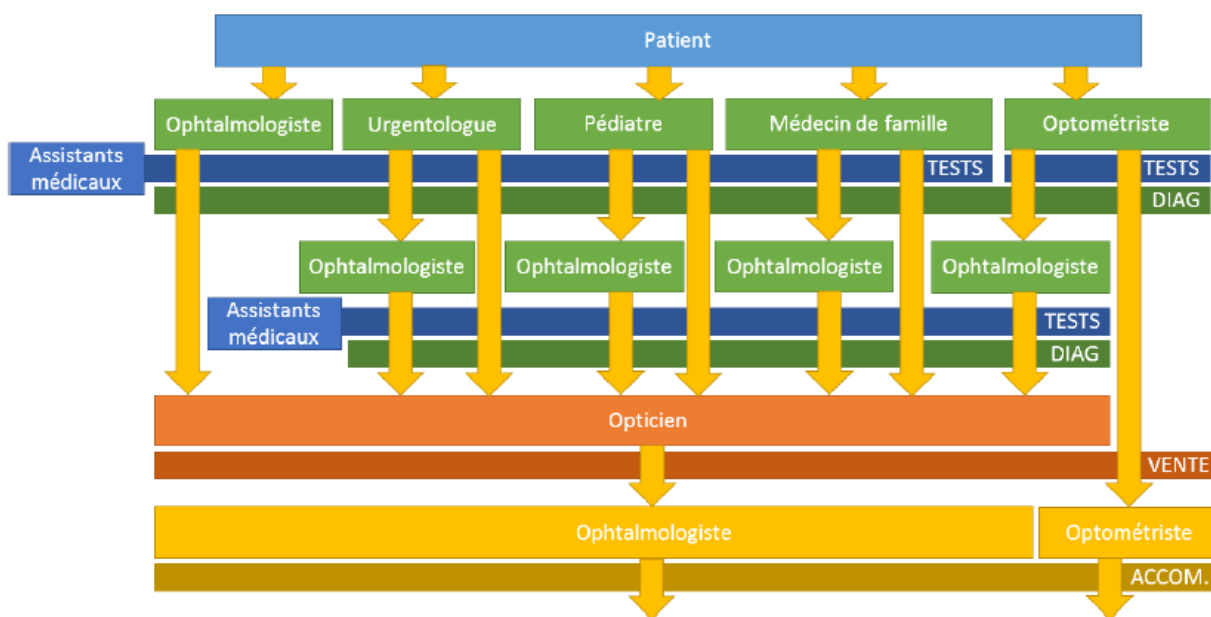 Patient
Ophtalmologiste
Urgentologue
Pédiatre
Médecin de famille
Optométriste
Assistants
médicaux
TESTS
TESTS
DIAG
Ophtalmologiste
Ophtalmologiste
Ophtalmologiste
Ophtalmologiste
Assistants
médicaux
TESTS
DIAG
Opticien
VENTE
Ophtalmologiste
Optométriste
ACCOM.